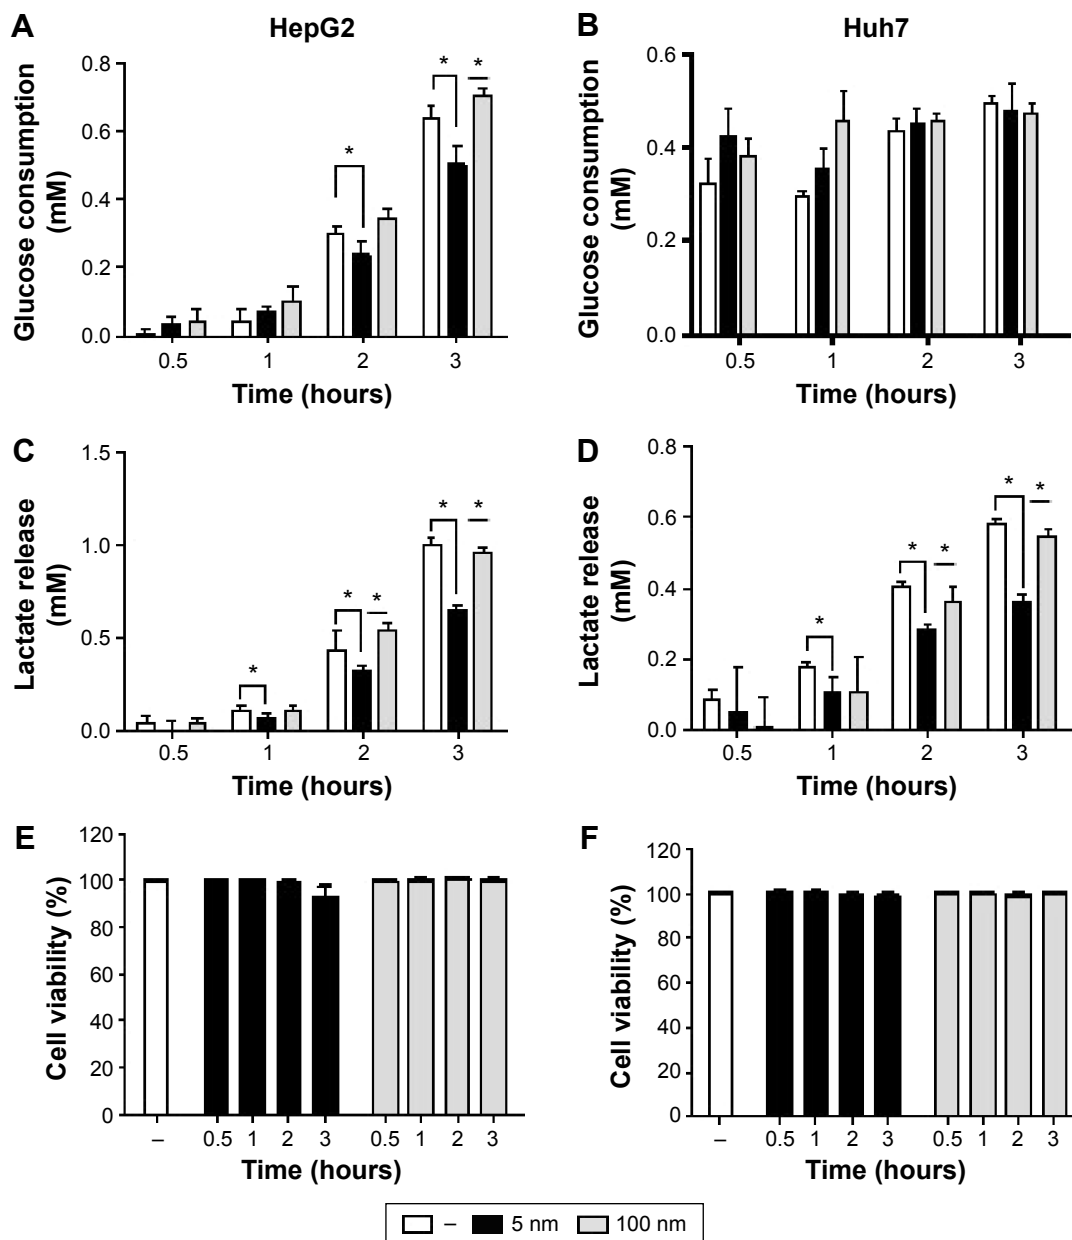 A
HepG2
Glucose consumption
(mM)
0.8
0.6
0.4
0.2
0.0
* * *
0.5 1 2 3
Time (hours)
B
Huh7
Glucose consumption
(mM)
0.6
0.4
0.2
0.0
0.5 1 2 3
Time (hours)
C
Lactate release
(mM)
1.5
1.0
0.5
0.0
* * * * *
0.5 1 2 3
Time (hours)
D
Lactate release
(mM)
0.8
0.6
0.4
0.2
0.0
* * * * *
0.5 1 2 3
Time (hours)
E
Cell viability (%)
120
100
80
60
40
20
0
– 0.5 1 2 3 0.5 1 2 3
Time (hours)
F
Cell viability (%)
120
100
80
60
40
20
0
– 0.5 1 2 3 0.5 1 2 3
Time (hours)
– 5 nm 100 nm